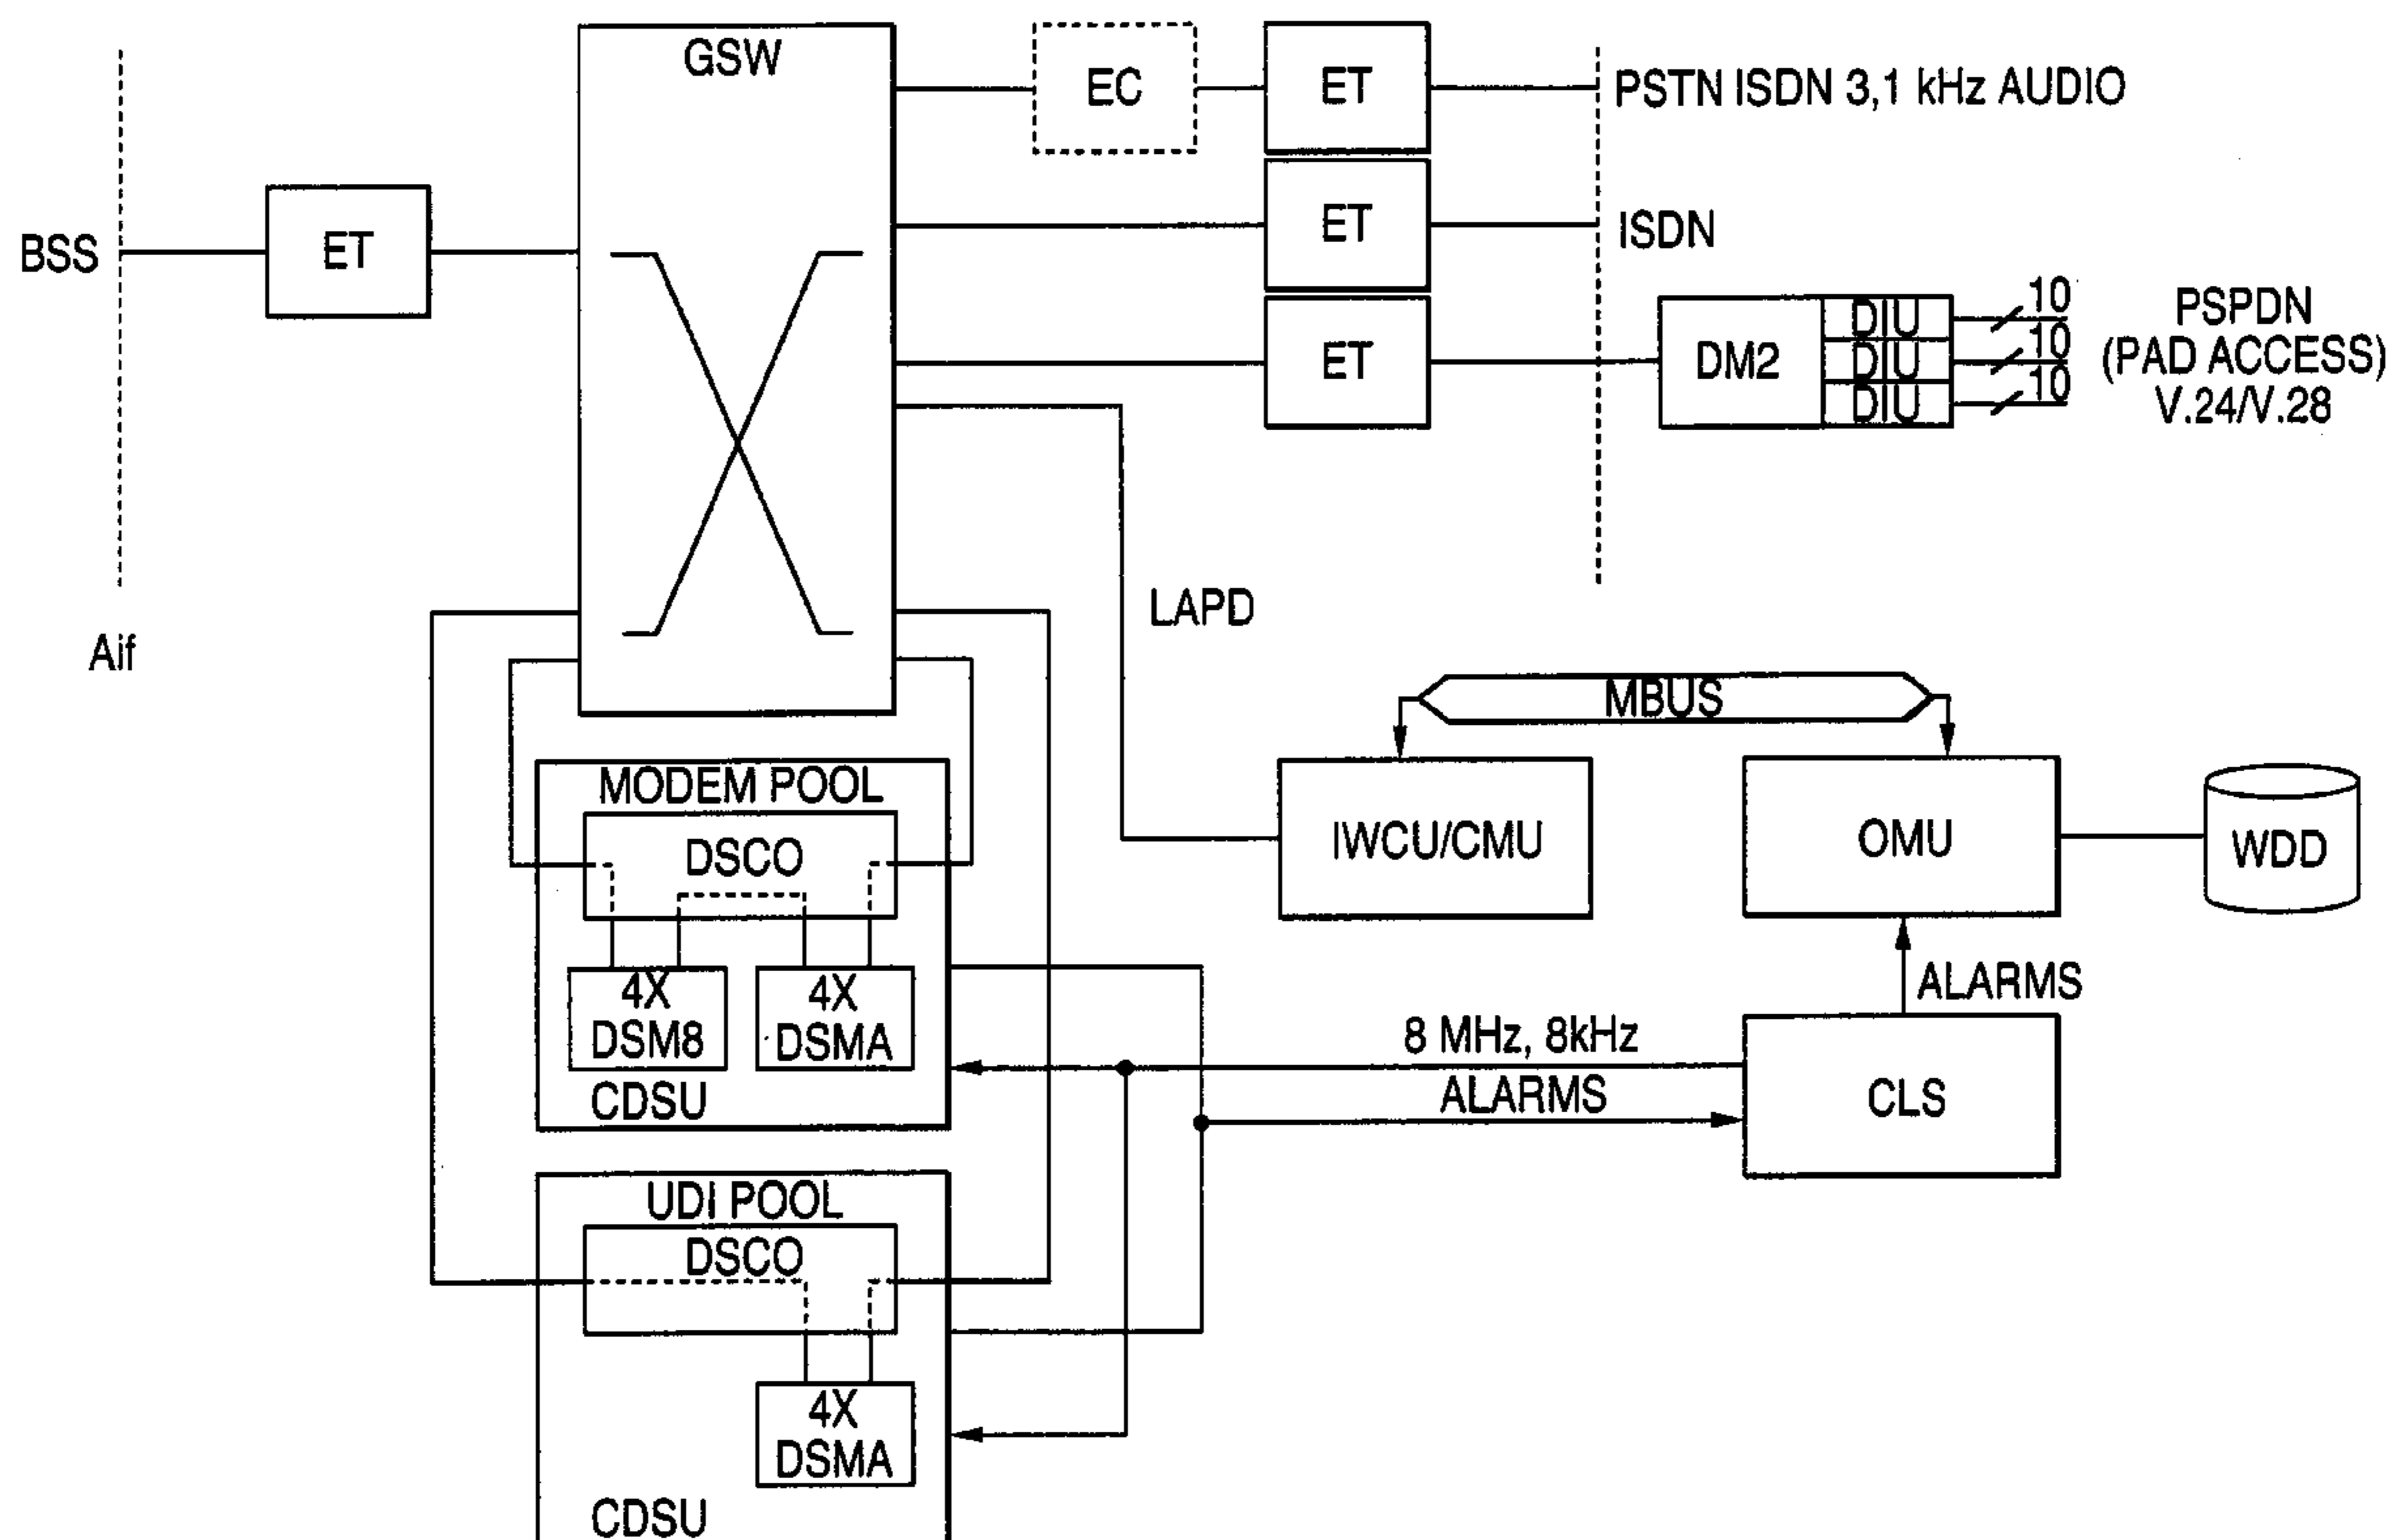 GSW
EC
ET
PSTN ISDN 3,1 kHz AUDIO
BSS
ET
ET
ISDN
ET
DM2
DIU
DIU
DIU
10
10
10
PSPDN
(PAD ACCESS)
V.24/V.28
LAPD
Aif
MBUS
MODEM POOL
DSCO
4X
DSM8
4X
DSMA
CDSU
IWCU/CMU
OMU
WDD
ALARMS
8 MHz, 8kHz
ALARMS
CLS
UDI POOL
DSCO
4X
DSMA
CDSU